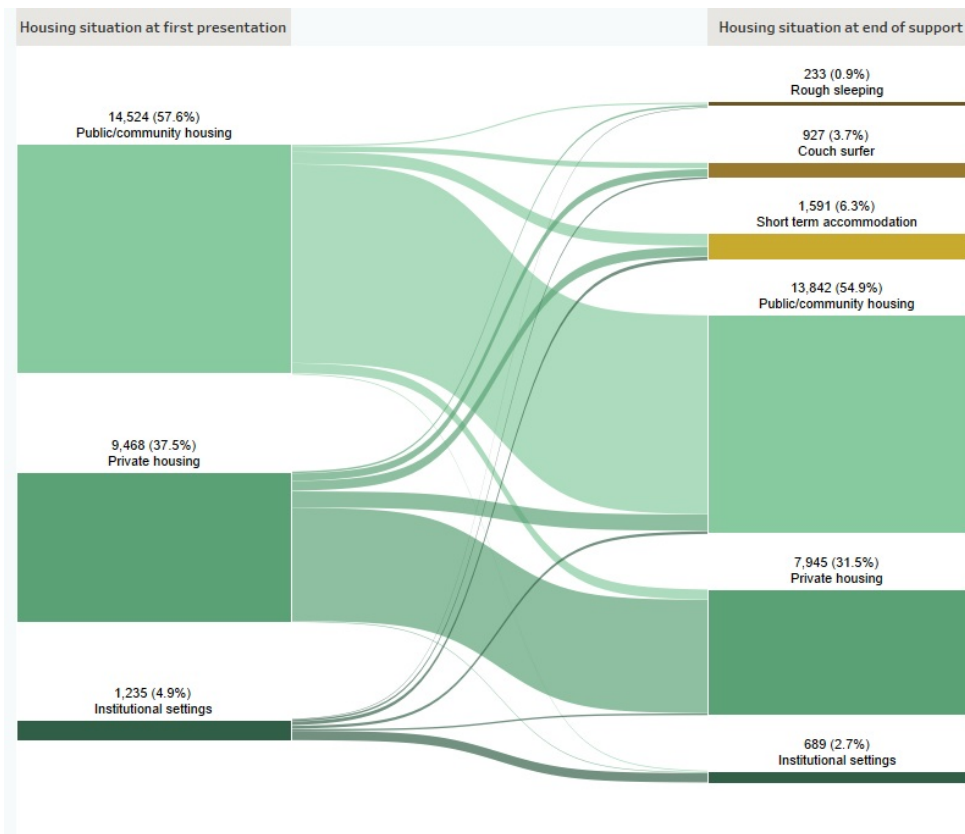 Housing situation at first presentation
Housing situation at end of support
14,524 (57.6%)
Public/community housing
9,468 (37.5%)
Private housing
1,235 (4.9%)
Institutional settings
233 (0.9%)
Rough sleeping
927 (3.7%)
Couch surfer
1,591 (6.3%)
Short term accommodation
13,842 (54.9%)
Public/community housing
7,945 (31.5%)
Private housing
689 (2.7%)
Institutional settings